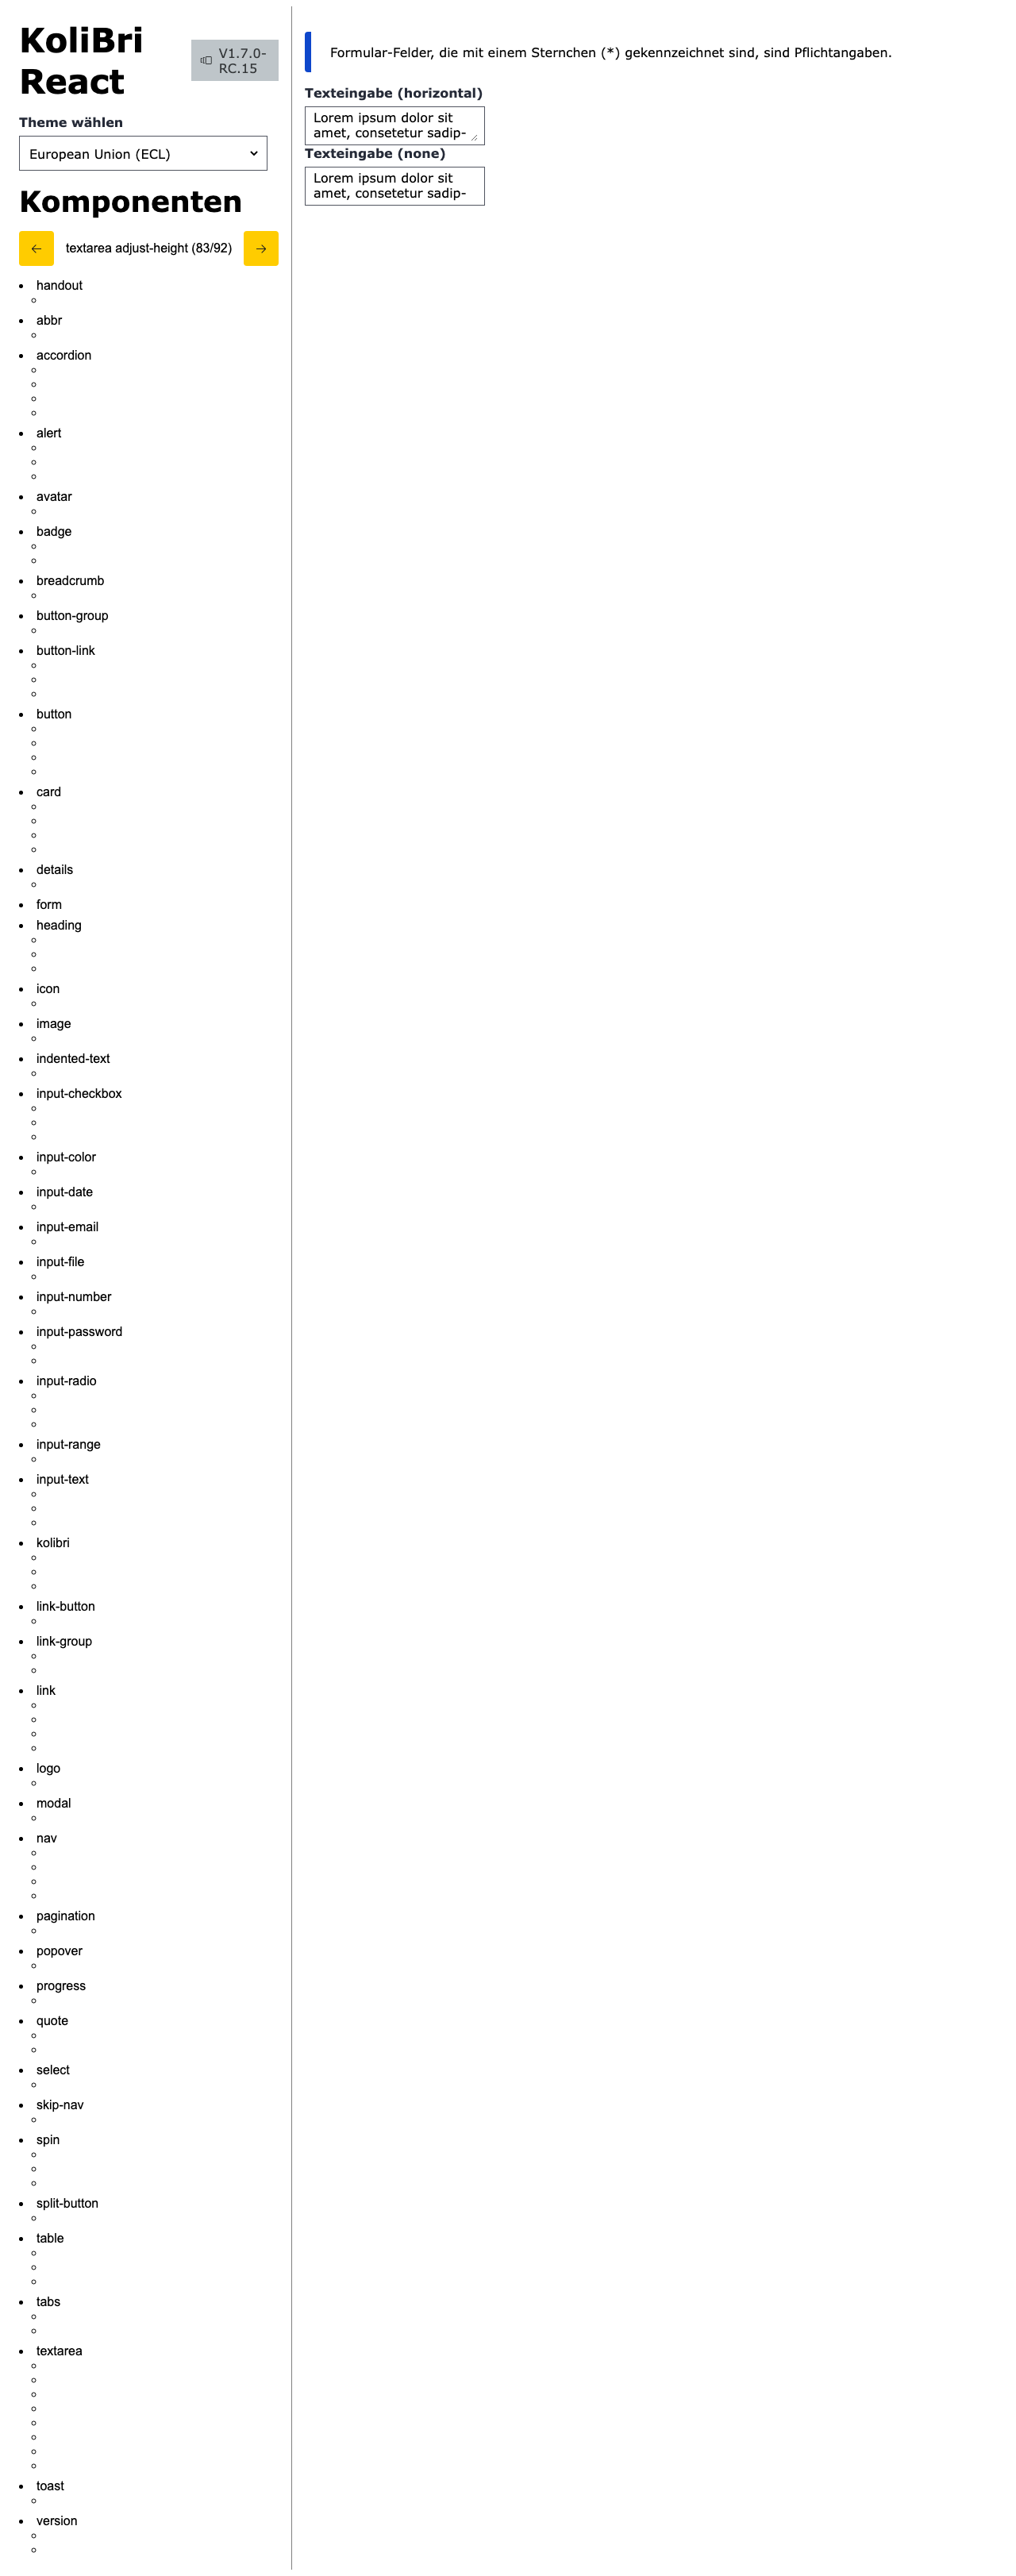 KoliBri
React
V1.7.0-
RC.15
Theme wählen
European Union (ECL)
Komponenten
textarea adjust-height (83/92)
handout
abbr
accordion
alert
avatar
badge
breadcrumb
button-group
button-link
button
card
details
form
heading
icon
image
indented-text
input-checkbox
input-color
input-date
input-email
input-file
input-number
input-password
input-radio
input-range
input-text
kolibri
link-button
link-group
link
logo
modal
nav
pagination
popover
progress
quote
select
skip-nav
spin
split-button
table
tabs
textarea
toast
version
Formular-Felder, die mit einem Sternchen (*) gekennzeichnet sind, sind Pflichtangaben.
Texteingabe (horizontal)
Lorem ipsum dolor sit
amet, consetetur sadip-
Texteingabe (none)
Lorem ipsum dolor sit
amet, consetetur sadip-